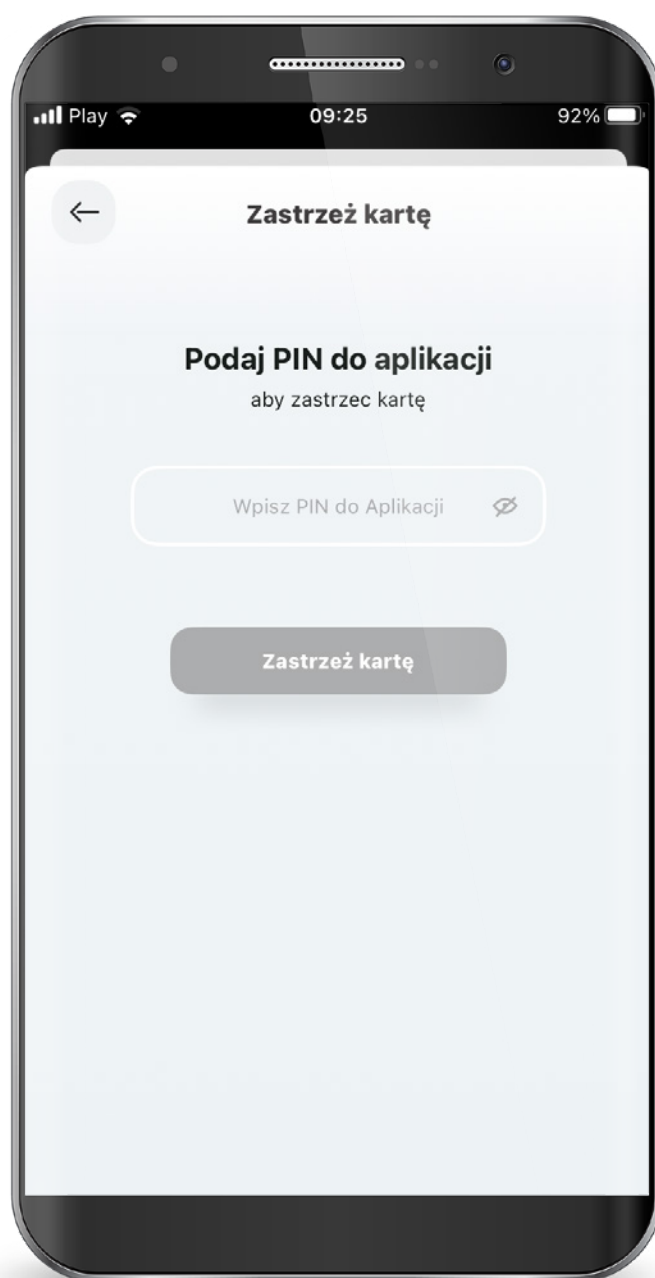 Play 09:25 92%
Zastrzeż kartę
Podaj PIN do aplikacji
aby zastrzec kartę
Wpisz PIN do Aplikacji
Zastrzeż kartę